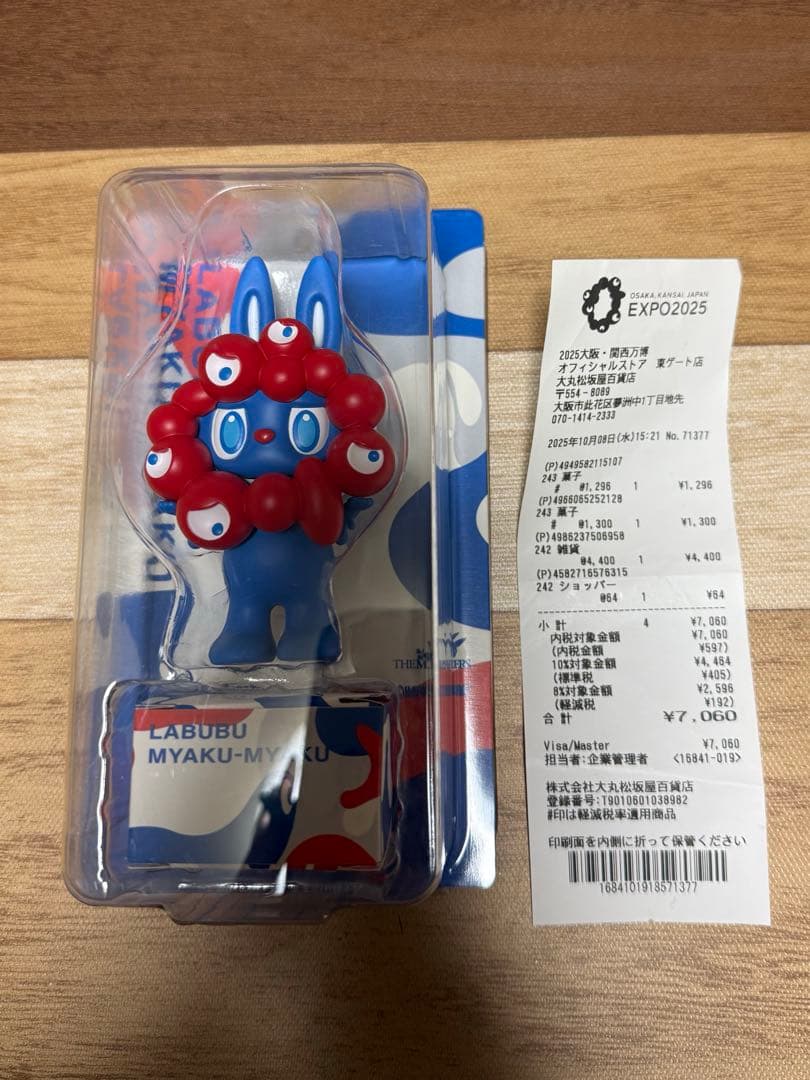 LABUBU
MYAKU-MYAKU
OSAKA, KANSAI, JAPAN
EXPO2025
2025大阪・関西万博
オフィシャルストア 東ゲート店
大丸松坂屋百貨店
〒554-8089
大阪市此花区夢洲中1丁目地先
070-1414-2333
2025年10月08日(水)15:21 No.71377
(P)4949582115107
243 菓子
# @1,296 1 ¥1,296
(P)4966065252128
243 菓子
# @1,300 1 ¥1,300
(P)4986237506958
242 雑貨
@4,400 1 ¥4,400
(P)4582716576315
242 ショッパー
@64 1 ¥64
小計 4 ¥7,060
内税対象金額 ¥7,060
(内税金額 ¥597)
10%対象金額 ¥4,464
(標準税 ¥405)
8%対象金額 ¥2,596
(軽減税 ¥192)
合計 ¥7,060
Visa/Master ¥7,060
担当者:企業管理者 <16841-019>
株式会社大丸松坂屋百貨店
登録番号:T9010601038982
#印は軽減税率適用商品
印刷面を内側に折って保管ください
1684101918571377